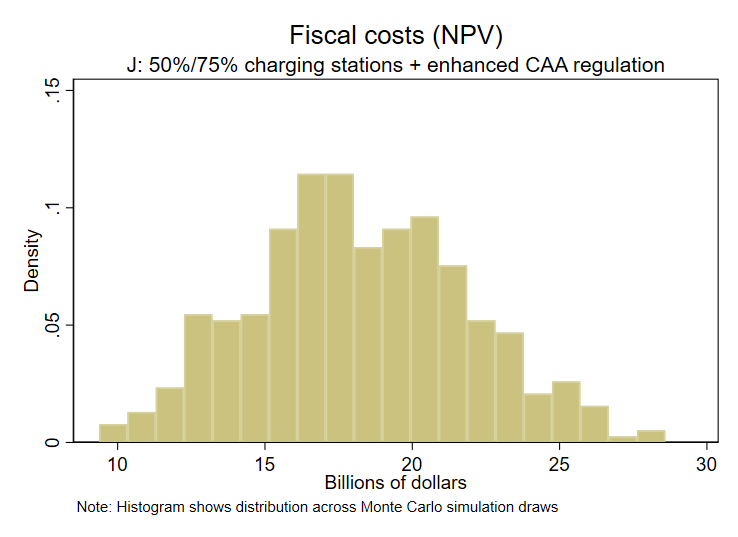 Fiscal costs (NPV)
J: 50%/75% charging stations + enhanced CAA regulation
.15
.1
.05
0
Density
10 15 20 25 30
Billions of dollars
Note: Histogram shows distribution across Monte Carlo simulation draws